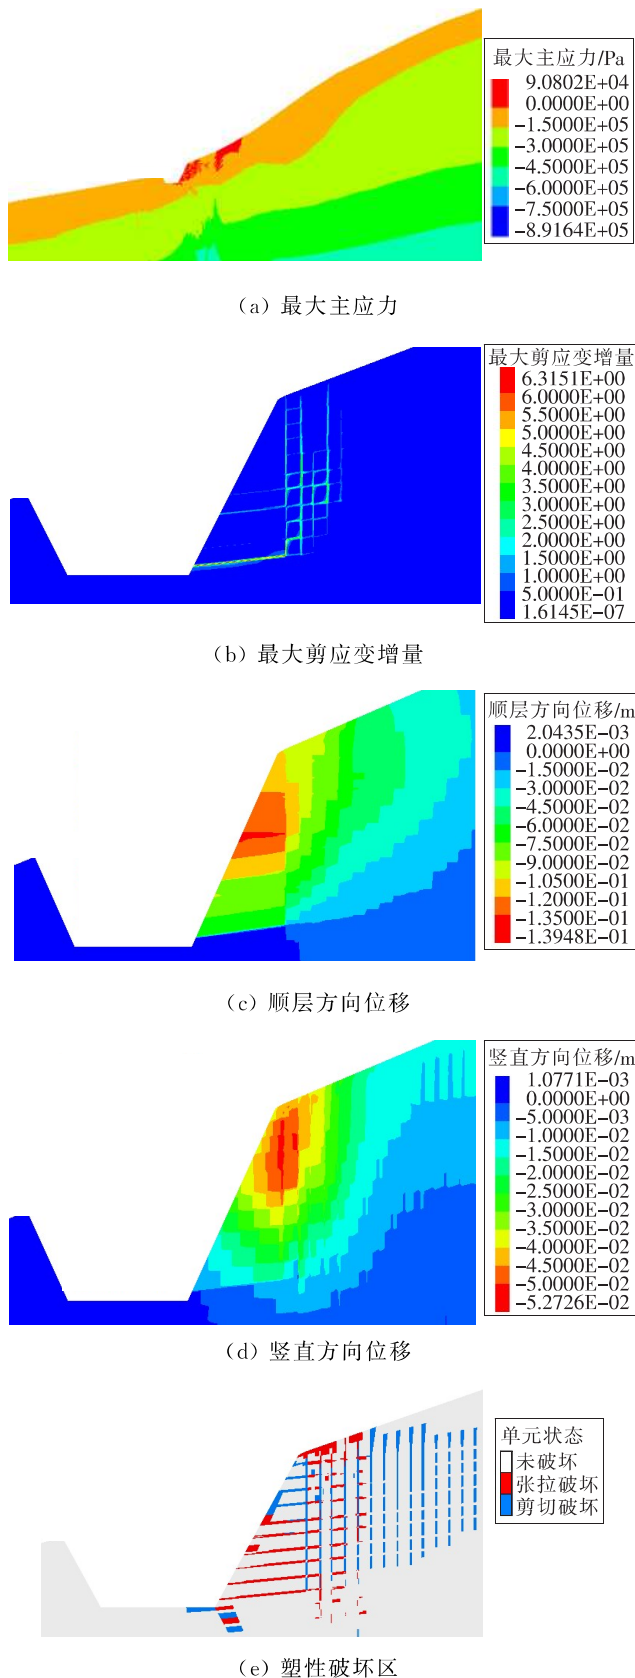 最大主应力/Pa
9.0802E+04
0.0000E+00
-1.5000E+05
-3.0000E+05
-4.5000E+05
-6.0000E+05
-7.5000E+05
-8.9164E+05
(a) 最大主应力
最大剪应变增量
6.3151E+00
6.0000E+00
5.5000E+00
5.0000E+00
4.5000E+00
4.0000E+00
3.5000E+00
3.0000E+00
2.5000E+00
2.0000E+00
1.5000E+00
1.0000E+00
5.0000E-01
1.6145E-07
(b) 最大剪应变增量
顺层方向位移/m
2.0435E-03
0.0000E+00
-1.5000E-02
-3.0000E-02
-4.5000E-02
-6.0000E-02
-7.5000E-02
-9.0000E-02
-1.0500E-01
-1.2000E-01
-1.3500E-01
-1.3948E-01
(c) 顺层方向位移
竖直方向位移/m
1.0771E-03
0.0000E+00
-5.0000E-03
-1.0000E-02
-1.5000E-02
-2.0000E-02
-2.5000E-02
-3.0000E-02
-3.5000E-02
-4.0000E-02
-4.5000E-02
-5.0000E-02
-5.2726E-02
(d) 竖直方向位移
单元状态
未破坏
张拉破坏
剪切破坏
(e) 塑性破坏区